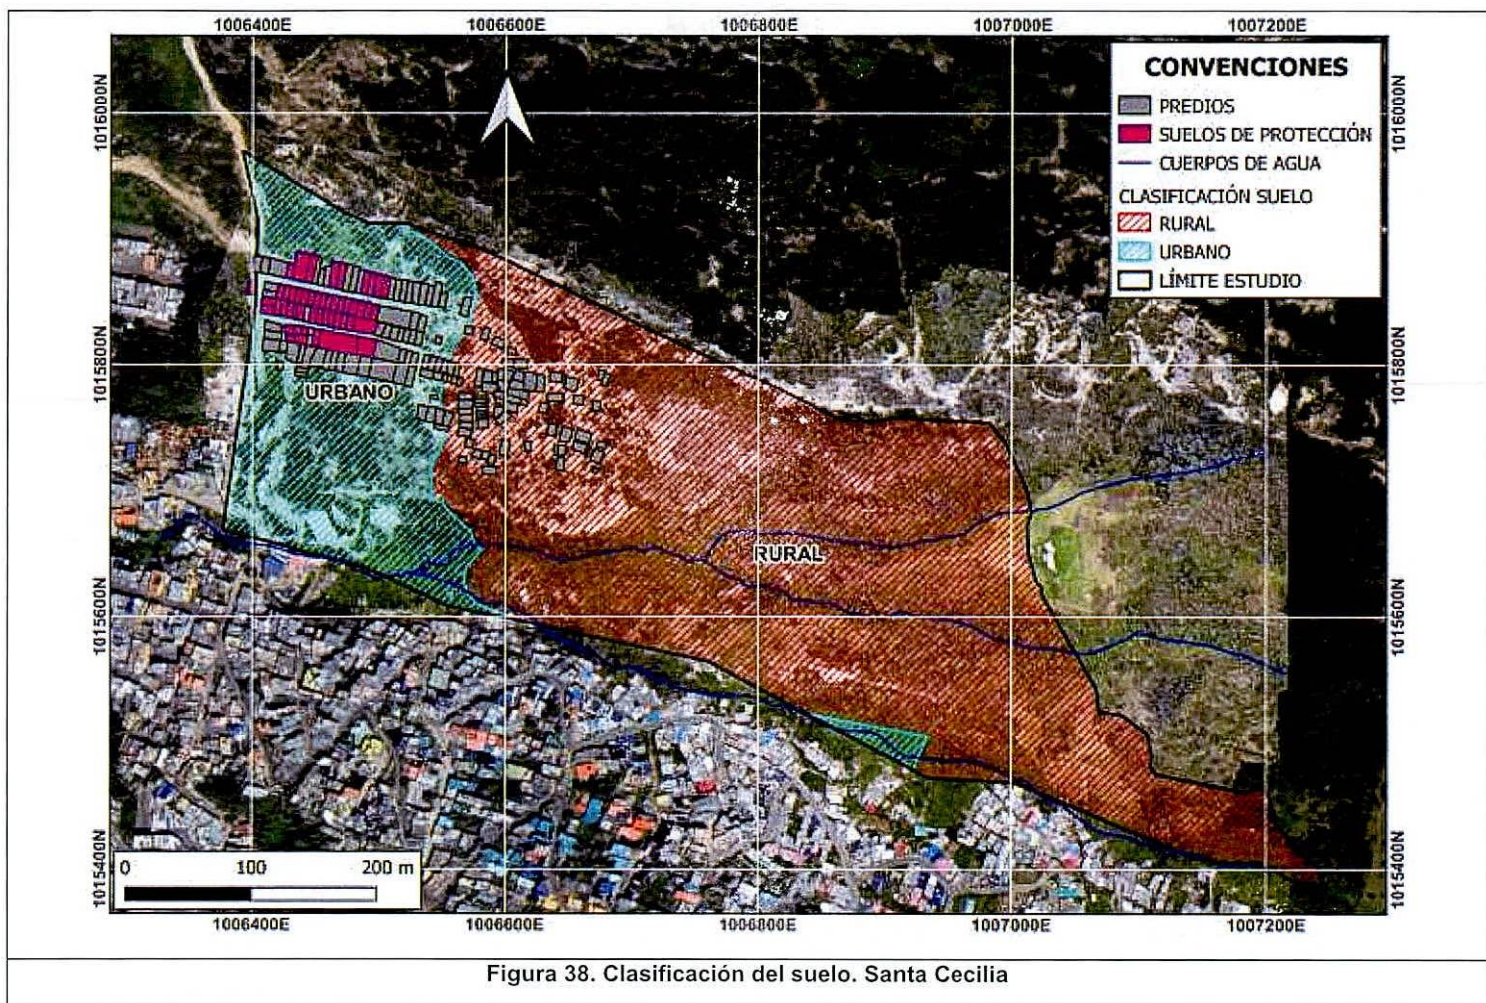 1006400E 1006600E 1006800E 1007000E 1007200E
CONVENCIONES
PREDIOS
SUELOS DE PROTECCIÓN
CUERPOS DE AGUA
CLASIFICACIÓN SUELO
RURAL
URBANO
LÍMITE ESTUDIO
1016000N 1016000N
1015800N 1015800N
URBANO
RURAL
1015600N 1015600N
1015400N 1015400N
0 100 200 m
1006400E 1006600E 1006800E 1007000E 1007200E
Figura 38. Clasificación del suelo. Santa Cecilia